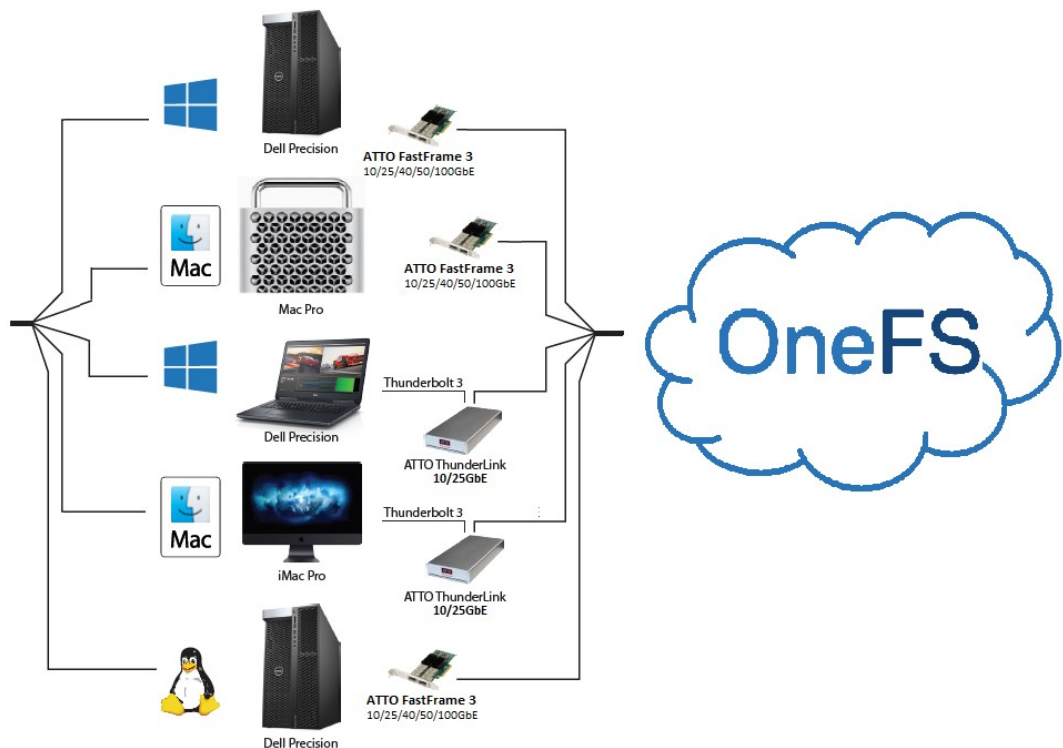 Dell Precision
ATTO FastFrame 3
10/25/40/50/100GbE
Mac
Mac Pro
ATTO FastFrame 3
10/25/40/50/100GbE
OneFS
Dell Precision
Thunderbolt 3
ATTO ThunderLink
10/25GbE
Mac
iMac Pro
Thunderbolt 3
ATTO ThunderLink
10/25GbE
Dell Precision
ATTO FastFrame 3
10/25/40/50/100GbE